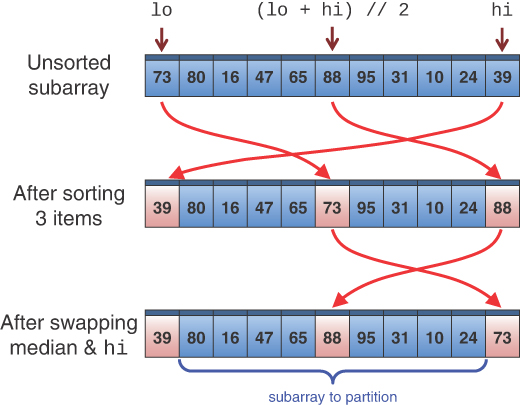 lo (lo + hi) // 2 hi
Unsorted
subarray
73 80 16 47 65 88 95 31 10 24 39
After sorting
3 items
39 80 16 47 65 73 95 31 10 24 88
After swapping
median & hi
39 80 16 47 65 88 95 31 10 24 73
subarray to partition